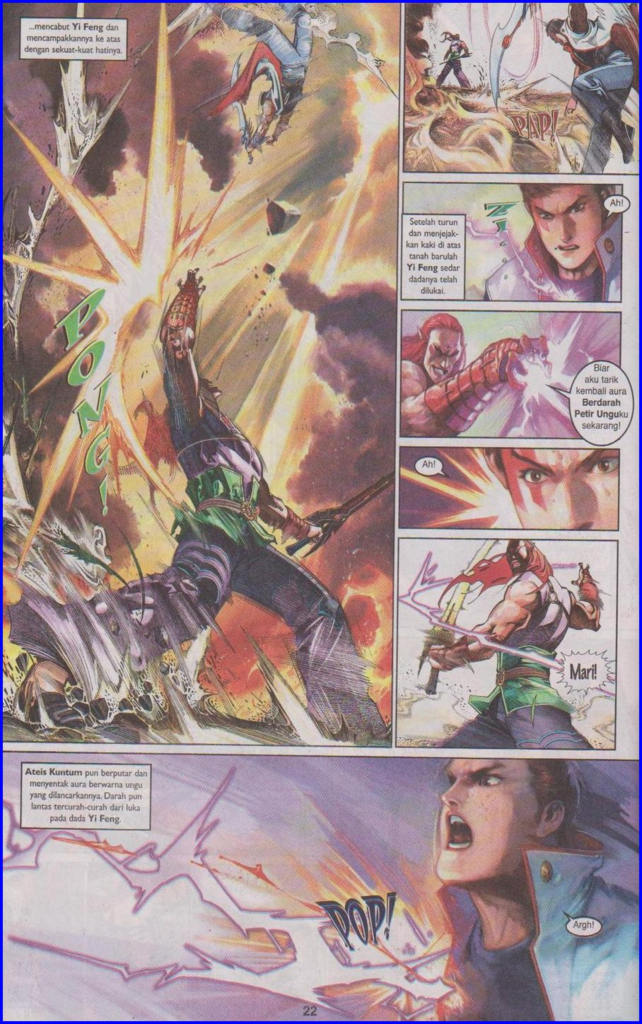 ...mencabut Yi Feng dan
mencampakkannya ke atas
dengan sekuat-kuat hatinya.
PONG!
PAP!
Ah!
Setelah turun
dan menjejak-
kan kaki di atas
tanah barulah
Yi Feng sedar
dadanya telah
dilukai.
Biar
aku tarik
kembali aura
Berdarah
Petir Unguku
sekarang!
Ah!
Mari!
Ateis Kuntum pun berputar dan
menyentak aura berwarna ungu
yang dilancarkannya. Darah pun
lantas tercurah-curah dari luka
pada dada Yi Feng.
POP!
Argh!
22